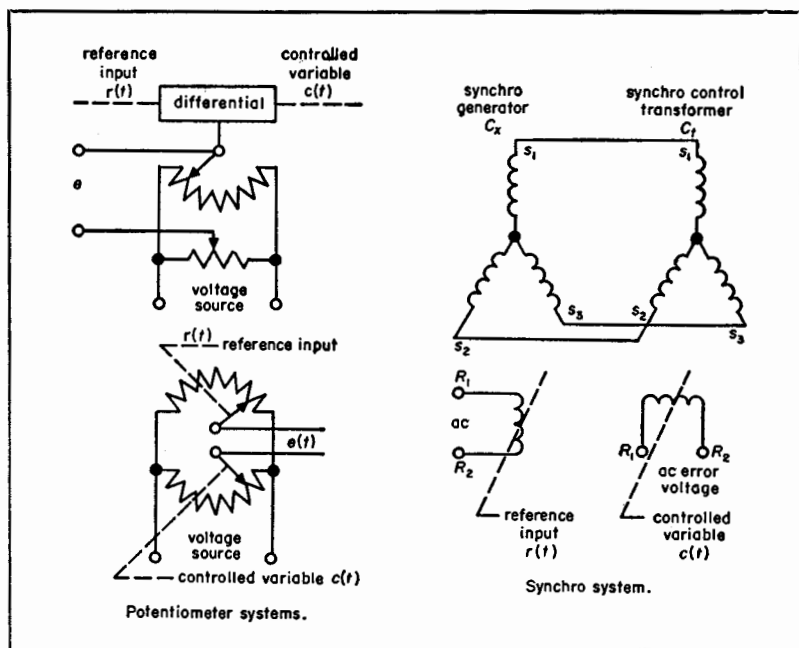 reference
input
r(t)
controlled
variable
c(t)
differential
e
voltage
source
r(t)
reference input
e(t)
voltage
source
controlled variable c(t)
Potentiometer systems.
synchro
generator
Cx
synchro control
transformer
Ct
s1
s1
s2
s3
s2
s3
R1
ac
R2
reference
input
r(t)
R1
R2
ac error
voltage
controlled
variable
c(t)
Synchro system.